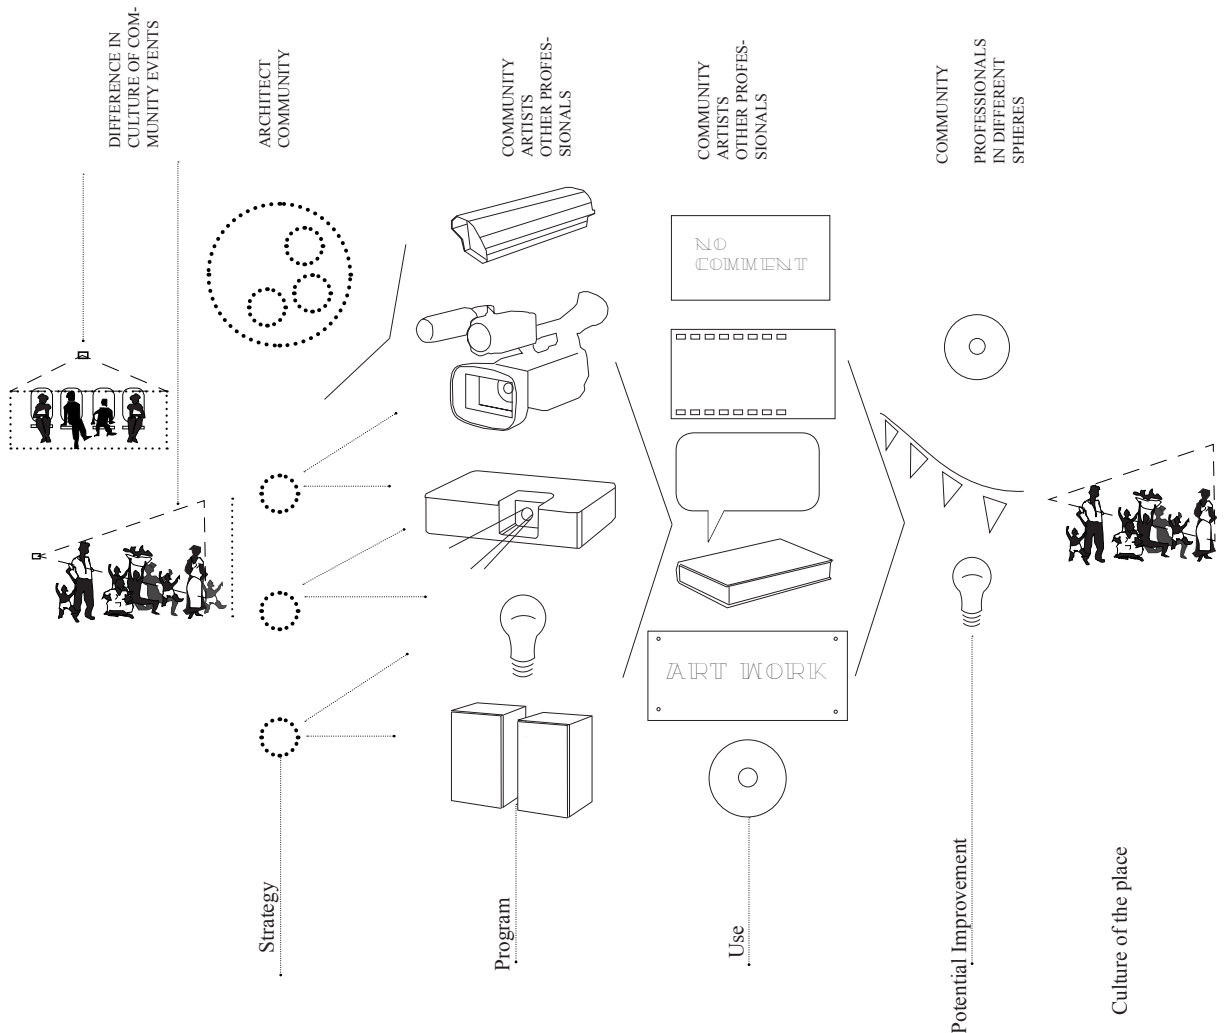 DIFFERENCE IN
CULTURE OF COM-
MUNITY EVENTS
ARCHITECT
COMMUNITY
COMMUNITY
ARTISTS
OTHER PROFES-
SIONALS
COMMUNITY
ARTISTS
OTHER PROFES-
SIONALS
COMMUNITY
PROFESSIONALS
IN DIFFERENT
SPHERES
NO
COMMENT
ART WORK
Strategy
Program
Use
Potential Improvement
Culture of the place